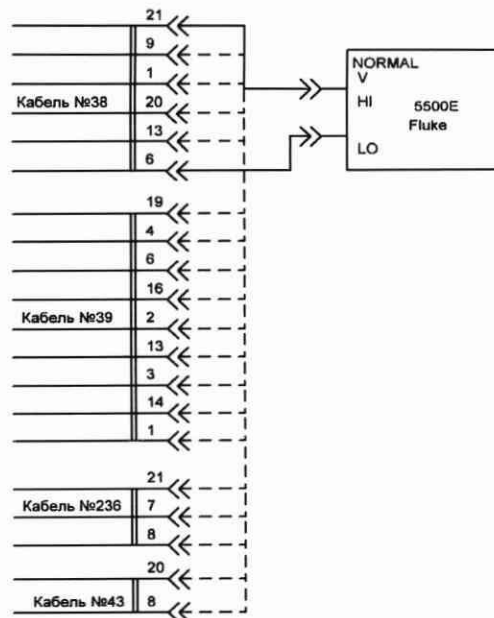 21
9
1
Кабель №38
20
13
6
NORMAL
V
HI
5500E
Fluke
LO
19
4
6
16
Кабель №39
2
13
3
14
1
21
Кабель №236
7
8
20
Кабель №43
8